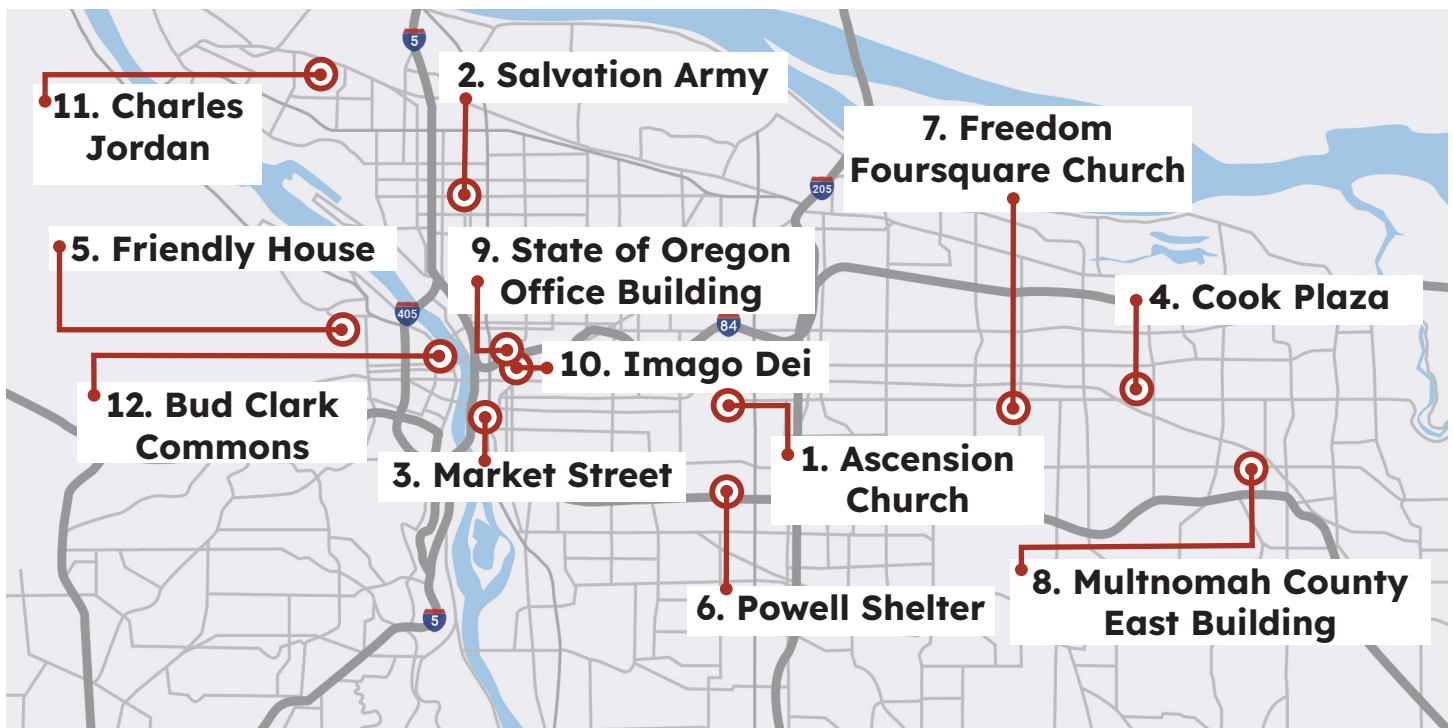 5
2. Salvation Army
11. Charles
Jordan
7. Freedom
Foursquare Church
205
5. Friendly House
9. State of Oregon
Office Building
4. Cook Plaza
405
84
10. Imago Dei
12. Bud Clark
Commons
3. Market Street
1. Ascension
Church
6. Powell Shelter
8. Multnomah County
East Building
5